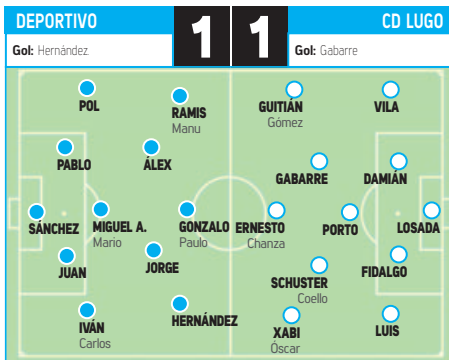 DEPORTIVO 1 1 CD LUGO
Gol: Hernández Gol: Gabarre
POL
RAMIS
Manu
GUITIÁN
Gómez
VILA
PABLO
ÁLEX
GABARRE
DAMIÁN
SÁNCHEZ
MIGUEL A.
Mario
GONZALO
Paulo
ERNESTO
Chanza
PORTO
LOSADA
JUAN
JORGE
SCHUSTER
Coello
FIDALGO
IVÁN
Carlos
HERNÁNDEZ
XABI
Óscar
LUIS